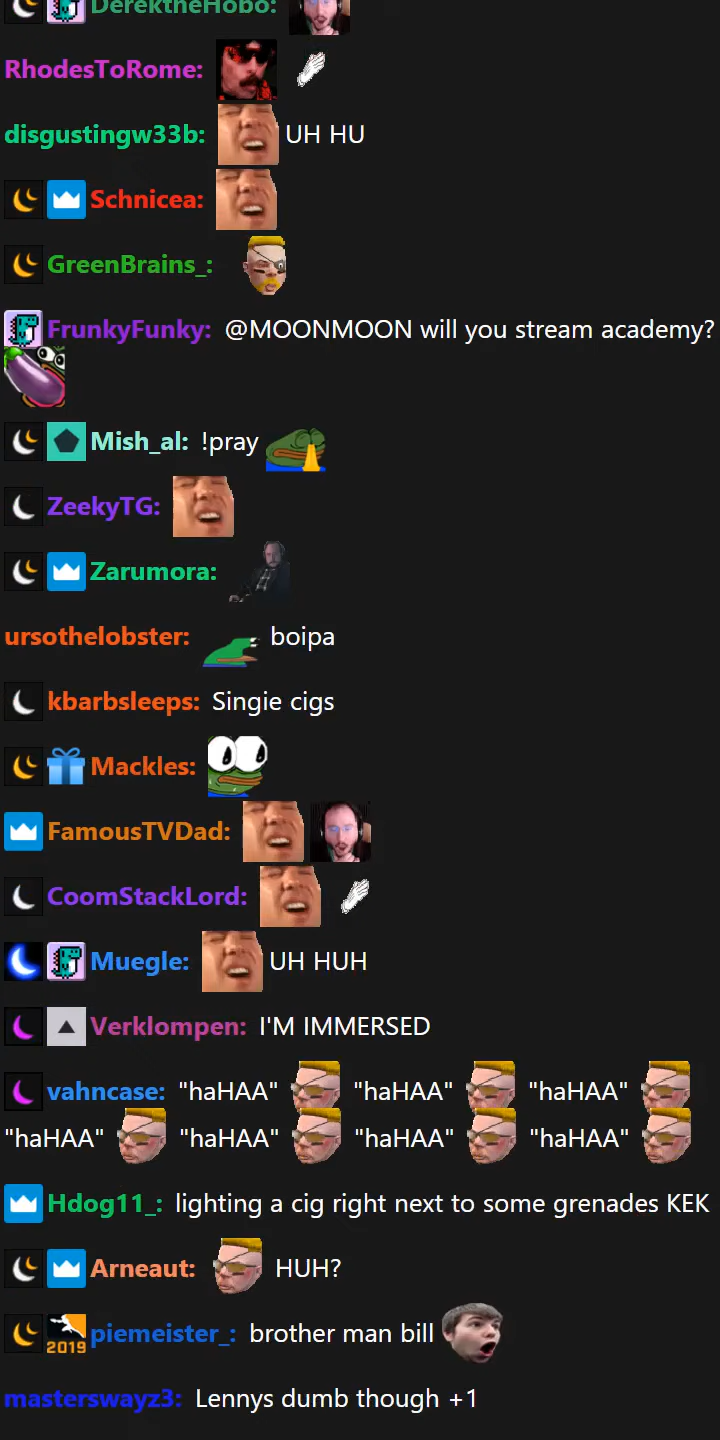 DerektheHobo:
RhodesToRome:
disgustingw33b: UH HU
Schnicea:
GreenBrains_:
FrunkyFunky: @MOONMOON will you stream academy?
Mish_al: !pray
ZeekyTG:
Zarumora:
ursothelobster: boipa
kbarbsleeps: Singie cigs
Mackles:
FamousTVDad:
CoomStackLord:
Muegle: UH HUH
Verklompen: I'M IMMERSED
vahncase: "haHAA" "haHAA" "haHAA"
"haHAA" "haHAA" "haHAA" "haHAA"
Hdog11_: lighting a cig right next to some grenades KEK
Arneaut: HUH?
2019 piemeister_: brother man bill
masterswayz3: Lennys dumb though +1